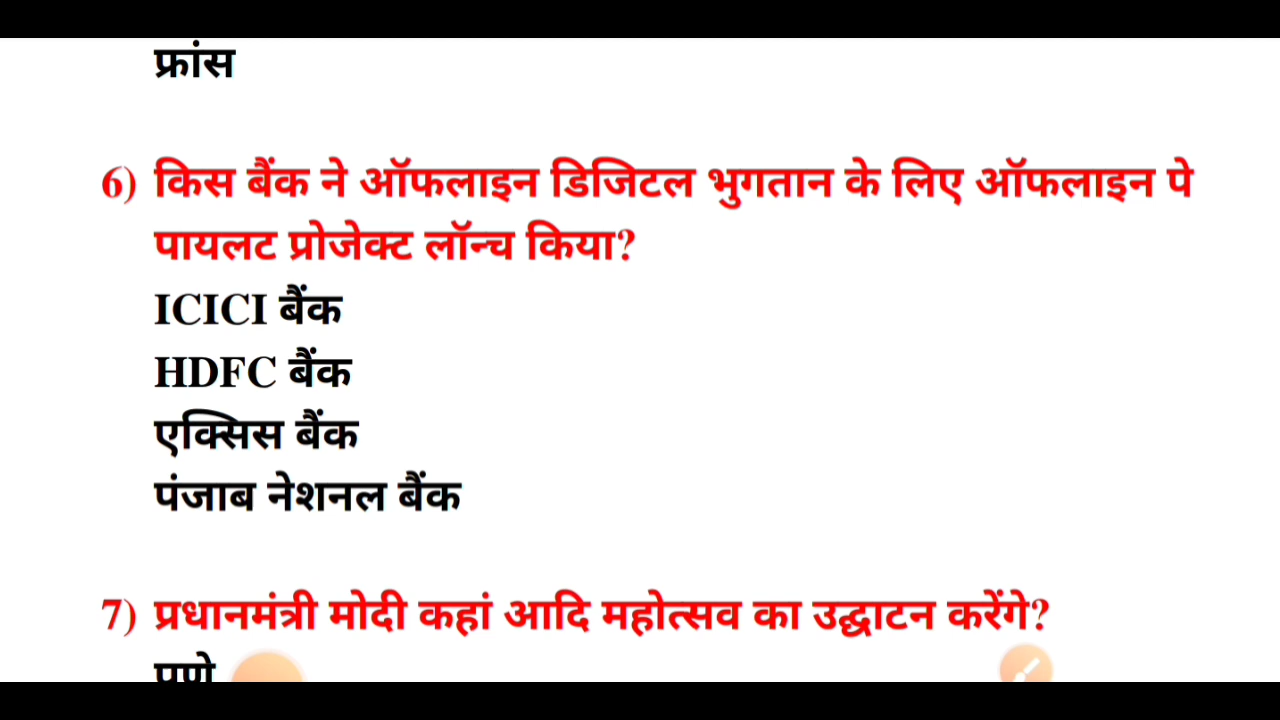 फ्रांस
6) किस बैंक ने ऑफलाइन डिजिटल भुगतान के लिए ऑफलाइन पे
पायलट प्रोजेक्ट लॉन्च किया?
ICICI बैंक
HDFC बैंक
एक्सिस बैंक
पंजाब नेशनल बैंक
7) प्रधानमंत्री मोदी कहां आदि महोत्सव का उद्घाटन करेंगे?